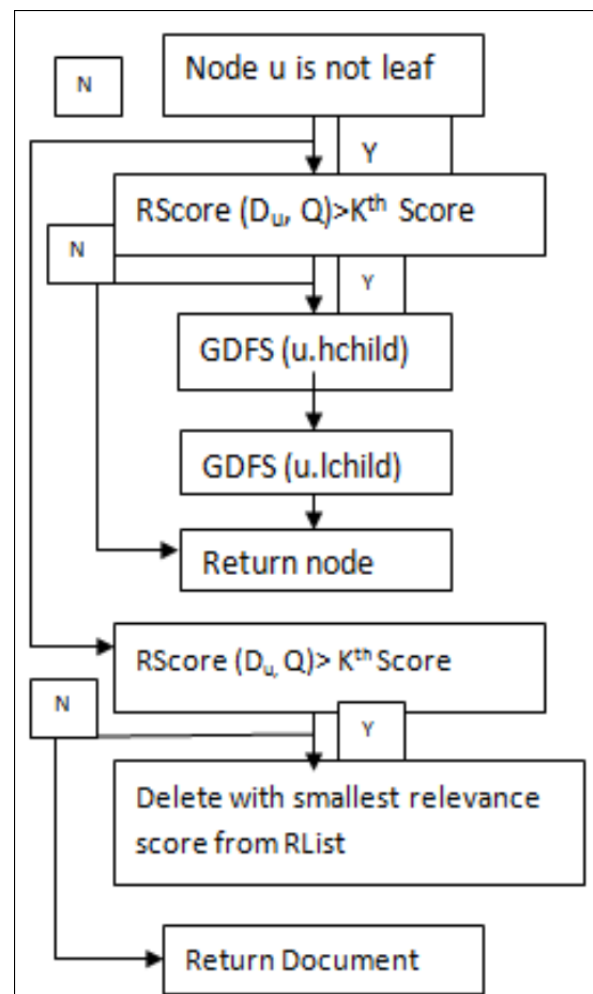 Node u is not leaf
N
Y
RScore (Du, Q)>Kth Score
N
Y
GDFS (u.hchild)
GDFS (u.lchild)
Return node
RScore (Du, Q)> Kth Score
N
Y
Delete with smallest relevance
score from RList
Return Document